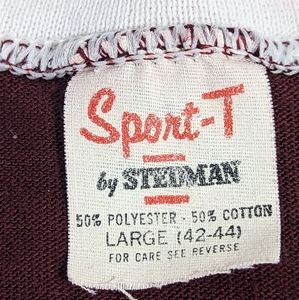 Sport-T
by STEDMAN
50% POLYESTER - 50% COTTON
LARGE (42-44)
FOR CARE SEE REVERSE